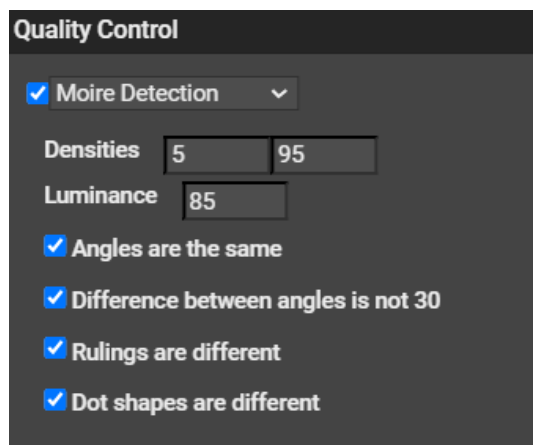 Quality Control
Moire Detection
Densities 5 95
Luminance 85
Angles are the same
Difference between angles is not 30
Rulings are different
Dot shapes are different